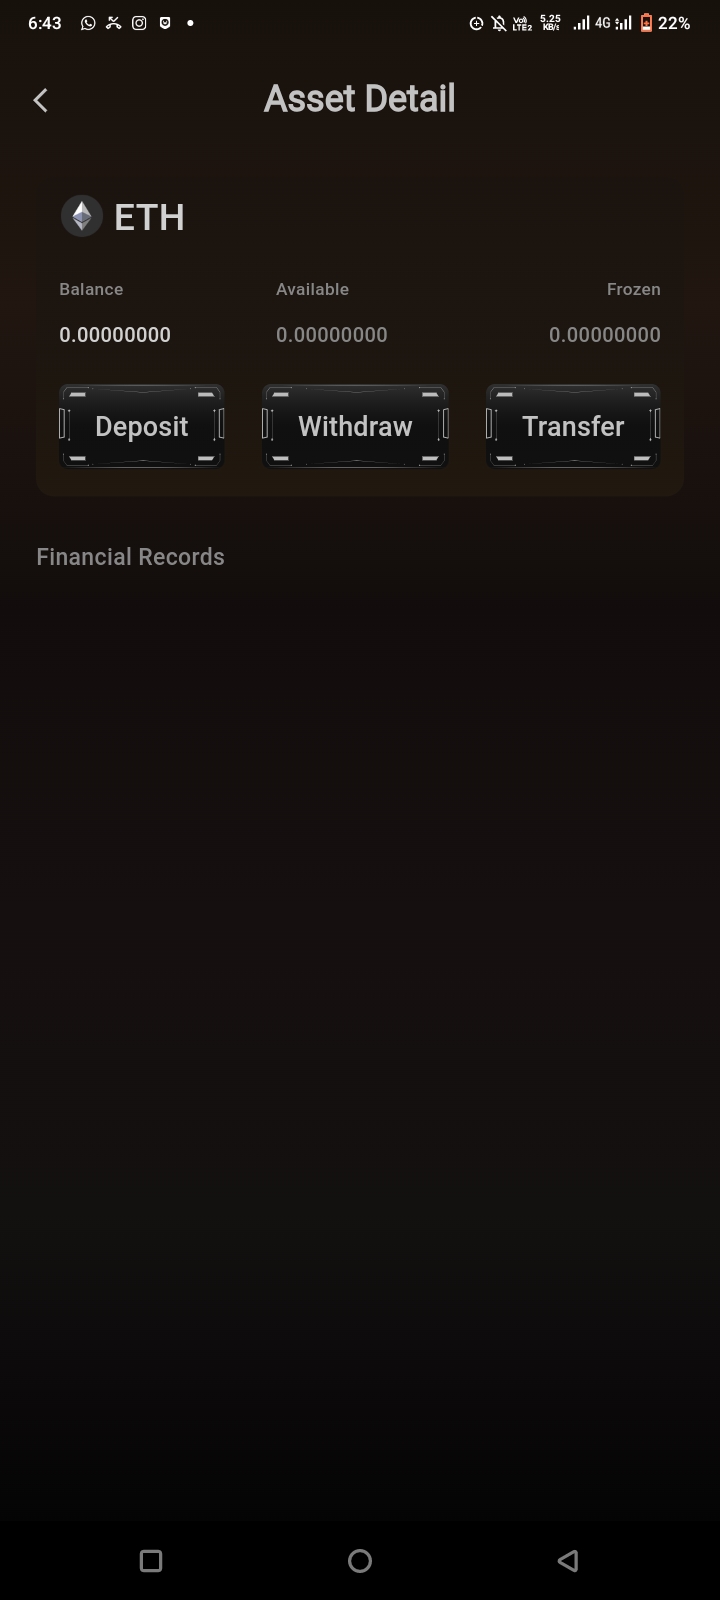 6:43 VoD LTE2 5.25 KB/s 4G 22%
Asset Detail
ETH
Balance Available Frozen
0.00000000 0.00000000 0.00000000
Deposit Withdraw Transfer
Financial Records